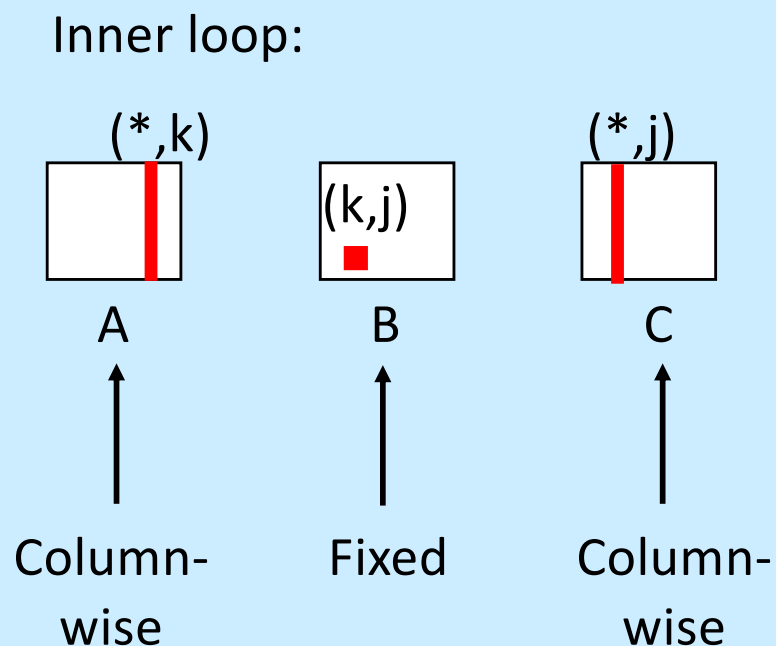 Inner loop:
(*,k)
(*,j)
(k,j)
A
B
C
Column-
wise
Fixed
Column-
wise